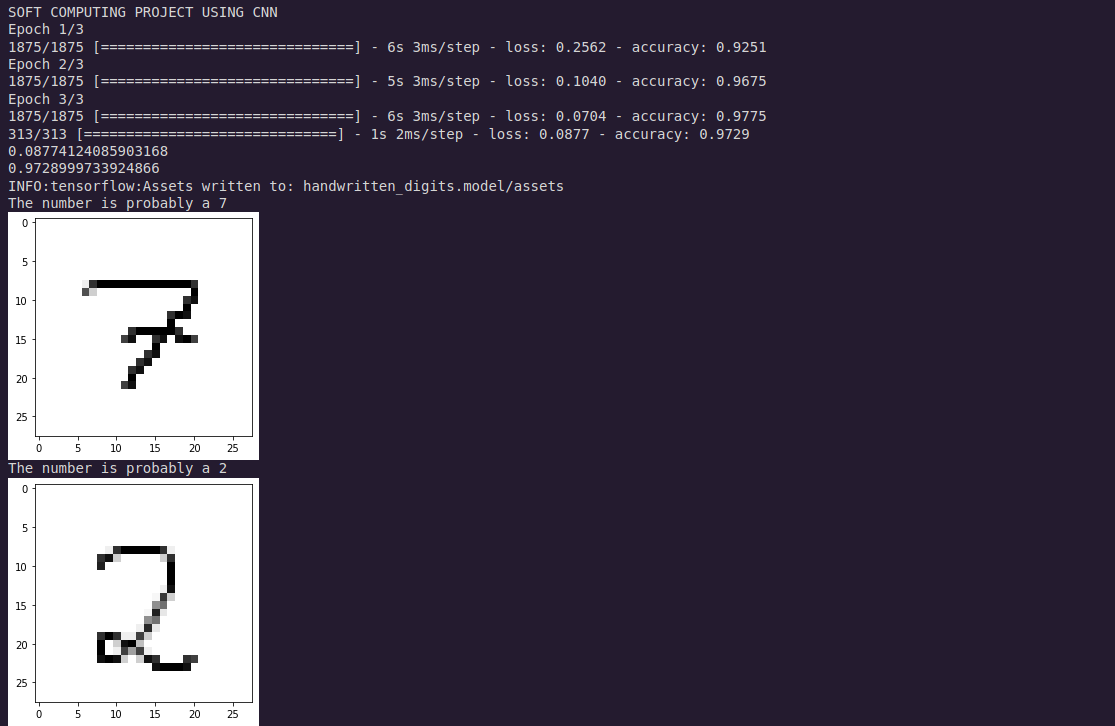 SOFT COMPUTING PROJECT USING CNN
Epoch 1/3
1875/1875 [==============================] - 6s 3ms/step - loss: 0.2562 - accuracy: 0.9251
Epoch 2/3
1875/1875 [==============================] - 5s 3ms/step - loss: 0.1040 - accuracy: 0.9675
Epoch 3/3
1875/1875 [==============================] - 6s 3ms/step - loss: 0.0704 - accuracy: 0.9775
313/313 [==============================] - 1s 2ms/step - loss: 0.0877 - accuracy: 0.9729
0.08774124085903168
0.9728999733924866
INFO:tensorflow:Assets written to: handwritten_digits.model/assets
The number is probably a 7
0
5
10
15
20
25
0 5 10 15 20 25
7
The number is probably a 2
0
5
10
15
20
25
0 5 10 15 20 25
2